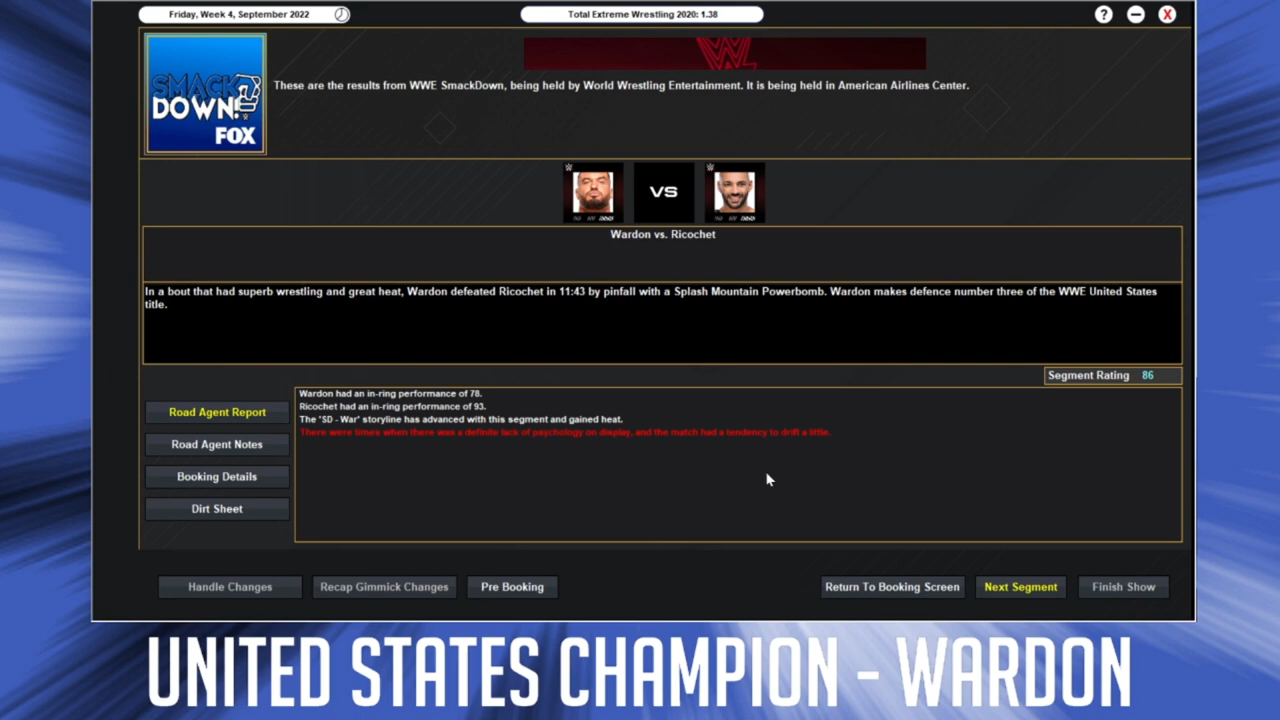 Friday, Week 4, September 2022
Total Extreme Wrestling 2020: 1.38
?
X
SMACK
DOWN!
FOX
These are the results from WWE SmackDown, being held by World Wrestling Entertainment. It is being held in American Airlines Center.
VS
Wardon vs. Ricochet
In a bout that had superb wrestling and great heat, Wardon defeated Ricochet in 11:43 by pinfall with a Splash Mountain Powerbomb. Wardon makes defence number three of the WWE United States
title.
Segment Rating 86
Wardon had an in-ring performance of 78.
Ricochet had an in-ring performance of 93.
The "SD - War" storyline has advanced with this segment and gained heat.
There were times when there was a definite lack of psychology on display, and the match had a tendency to drift a little.
Road Agent Report
Road Agent Notes
Booking Details
Dirt Sheet
Handle Changes
Recap Gimmick Changes
Pre Booking
Return To Booking Screen
Next Segment
Finish Show
UNITED STATES CHAMPION - WARDON